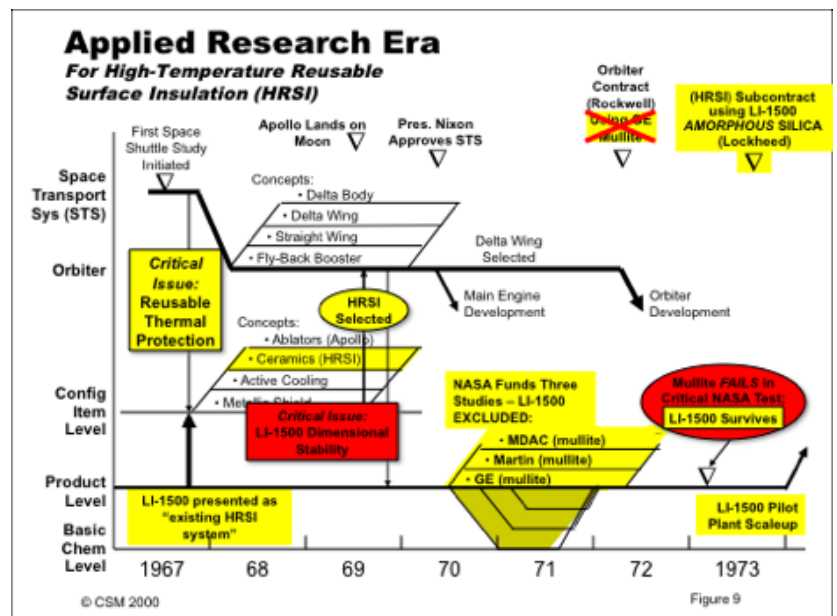 Applied Research Era
For High-Temperature Reusable
Surface Insulation (HRSI)
First Space
Shuttle Study
Initiated
Apollo Lands on
Moon
Pres. Nixon
Approves STS
Orbiter
Contract
(Rockwell)
Using GE
Mullite
(HRSI) Subcontract
using LI-1500
AMORPHOUS SILICA
(Lockheed)
Space
Transport
Sys (STS)
Orbiter
Config
Item
Level
Product
Level
Basic
Chem
Level
Concepts:
• Delta Body
• Delta Wing
• Straight Wing
• Fly-Back Booster
Delta Wing
Selected
Critical
Issue:
Reusable
Thermal
Protection
HRSI
Selected
Main Engine
Development
Orbiter
Development
Concepts:
• Ablators (Apollo)
• Ceramics (HRSI)
• Active Cooling
• Metallic Shield
Critical Issue:
LI-1500 Dimensional
Stability
NASA Funds Three
Studies – LI-1500
EXCLUDED:
• MDAC (mullite)
• Martin (mullite)
• GE (mullite)
Mullite FAILS in
Critical NASA Test;
LI-1500 Survives
LI-1500 presented as
"existing HRSI
system"
LI-1500 Pilot
Plant Scaleup
1967 68 69 70 71 72 1973
© CSM 2000
Figure 9